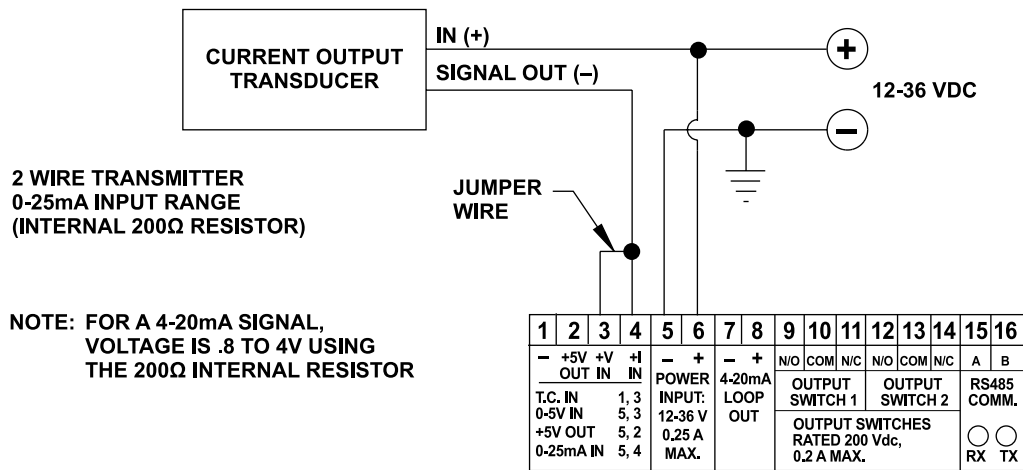 CURRENT OUTPUT
TRANSDUCER
IN (+)
SIGNAL OUT (–)
+
–
12-36 VDC
2 WIRE TRANSMITTER
0-25mA INPUT RANGE
(INTERNAL 200Ω RESISTOR)
JUMPER
WIRE
NOTE: FOR A 4-20mA SIGNAL,
VOLTAGE IS .8 TO 4V USING
THE 200Ω INTERNAL RESISTOR
1 2 3 4 5 6 7 8 9 10 11 12 13 14 15 16
– +5V OUT +V IN +I IN
T.C. IN 1, 3
0-5V IN 5, 3
+5V OUT 5, 2
0-25mA IN 5, 4
– +
POWER
INPUT:
12-36 V
0.25 A
MAX.
– +
4-20mA
LOOP
OUT
N/O COM N/C N/O COM N/C
OUTPUT
SWITCH 1
OUTPUT
SWITCH 2
OUTPUT SWITCHES
RATED 200 Vdc,
0.2 A MAX.
A B
RS485
COMM.
RX TX